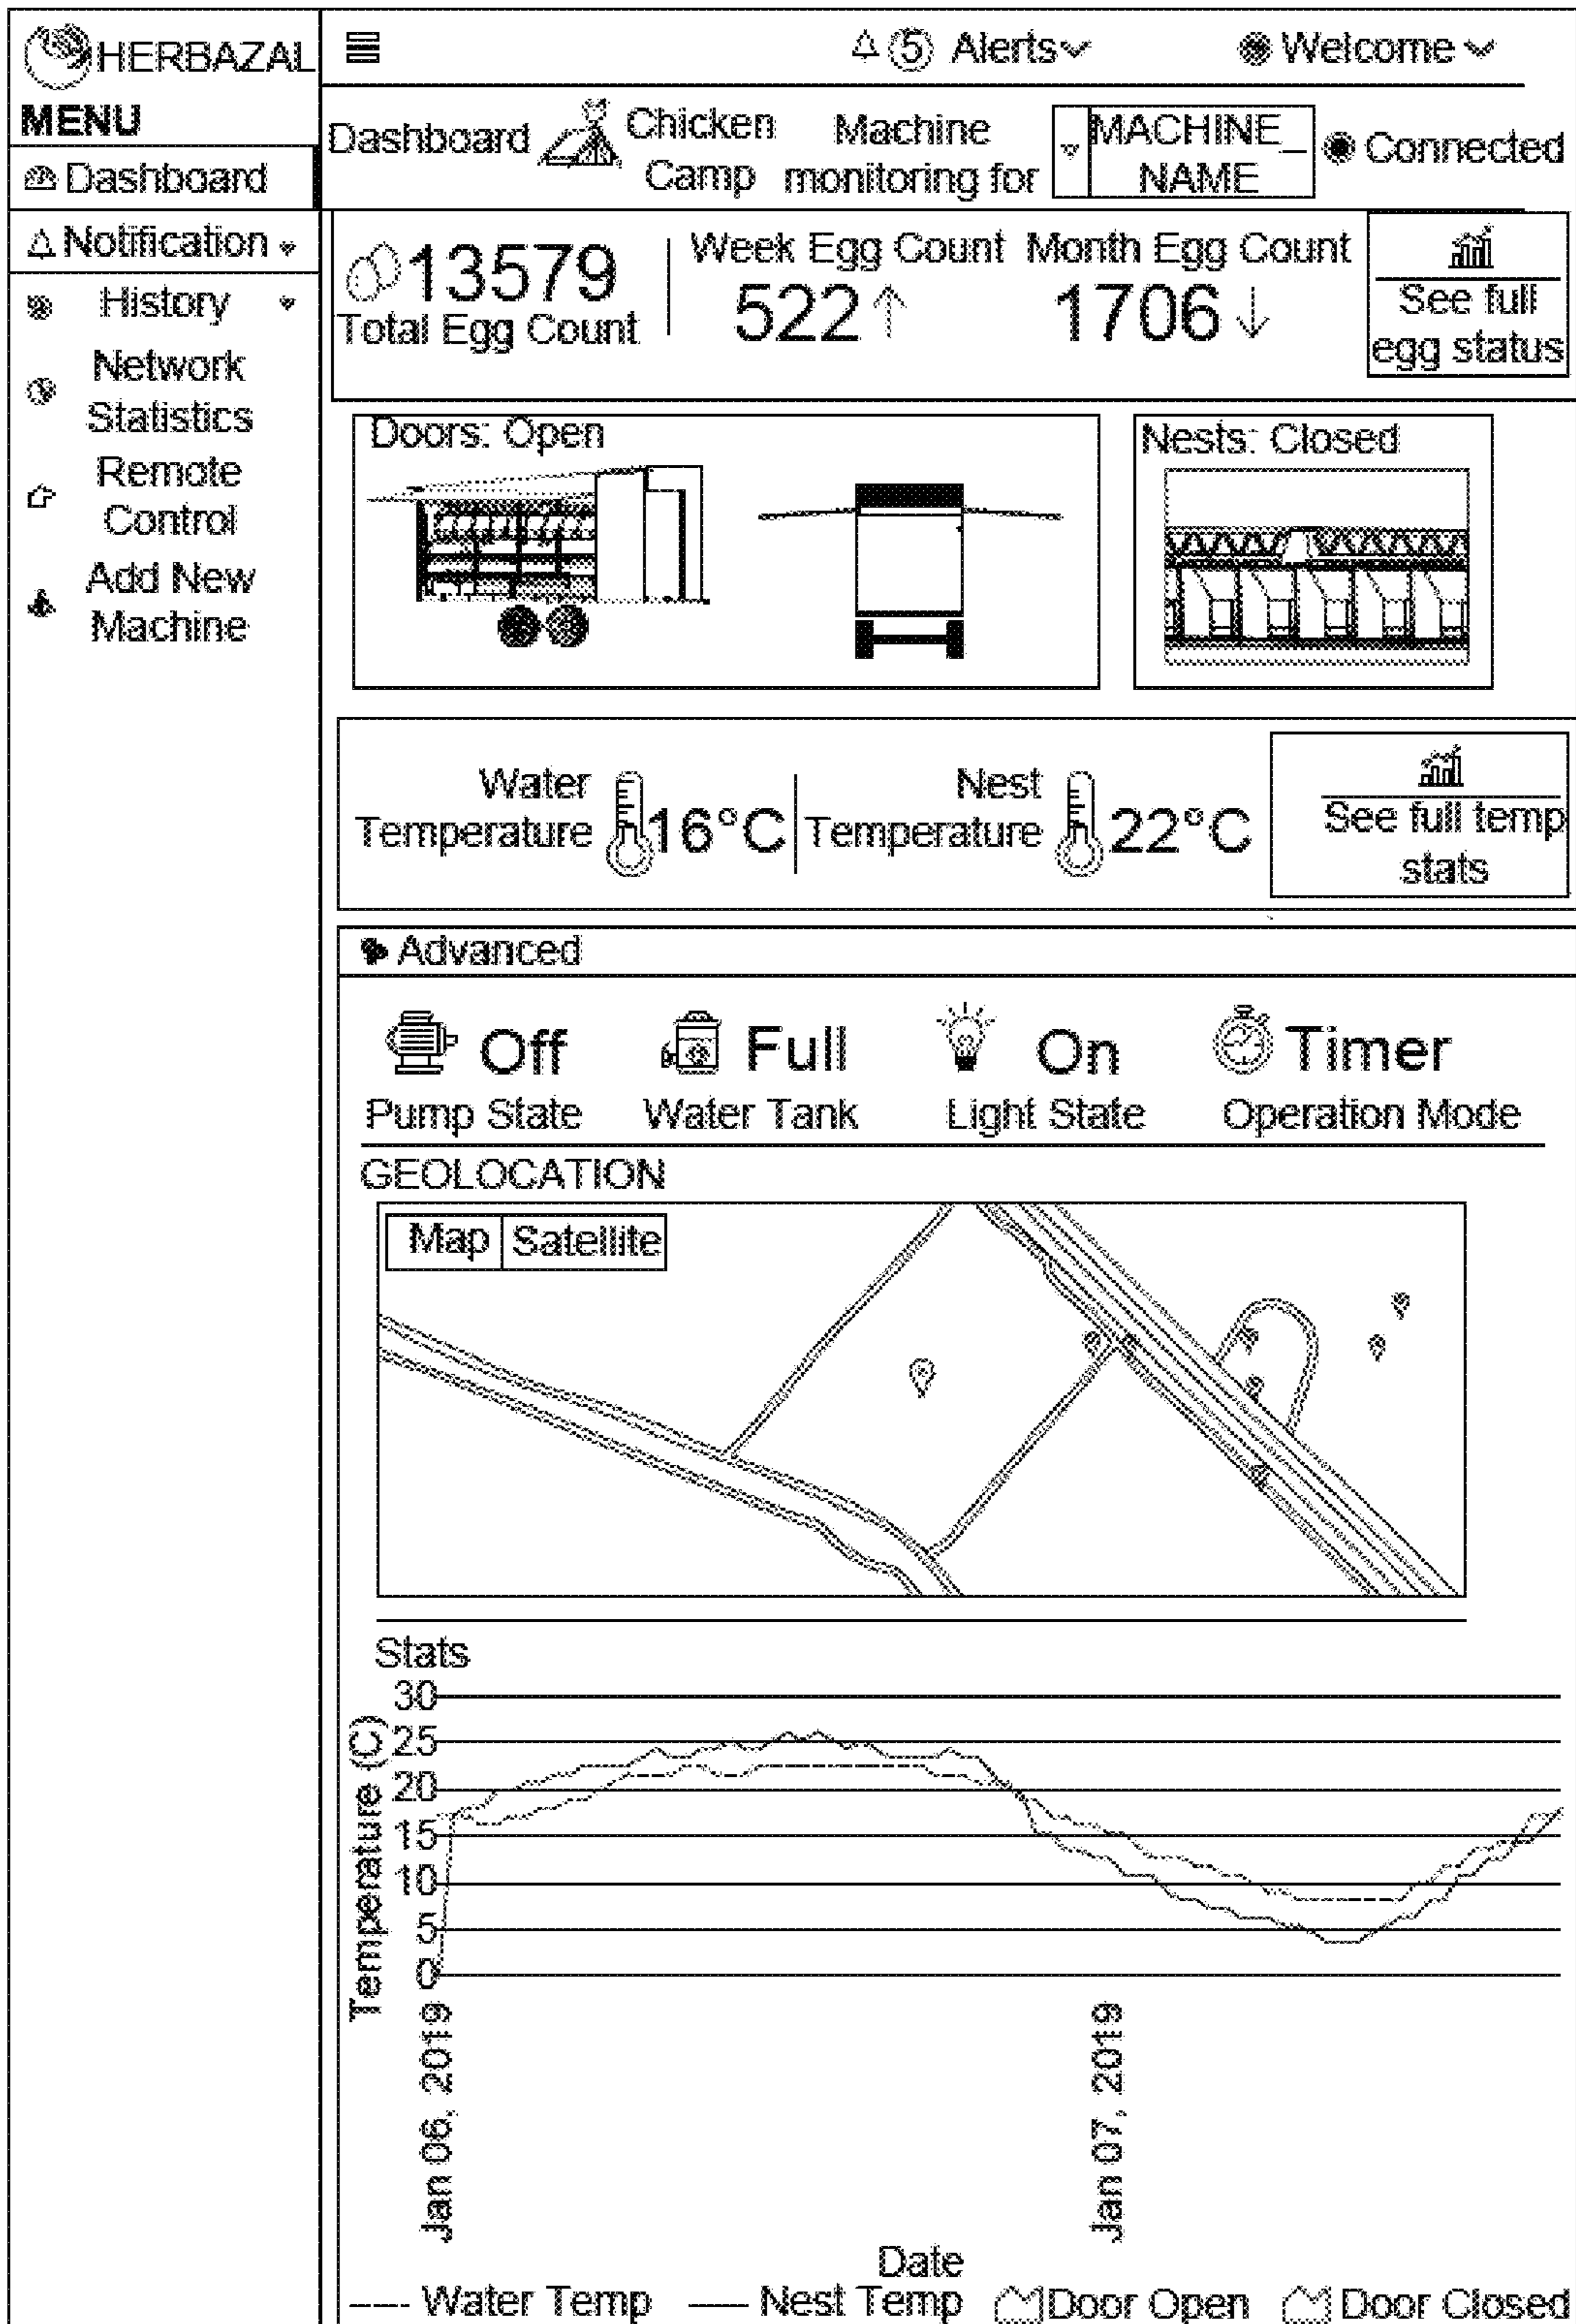 HERBAZAL
MENU
Dashboard
Notification
History
Network
Statistics
Remote
Control
Add New
Machine
5 Alerts
Welcome
Dashboard
Chicken
Camp
Machine
monitoring for
MACHINE_
NAME
Connected
13579
Total Egg Count
Week Egg Count
522
Month Egg Count
1706
See full
egg status
Doors: Open
Nests: Closed
Water
Temperature
16°C
Nest
Temperature
22°C
See full temp
stats
Advanced
Off
Pump State
Full
Water Tank
On
Light State
Timer
Operation Mode
GEOLOCATION
Map
Satellite
Stats
Temperature (C)
30
25
20
15
10
5
0
Jan 06, 2019
Jan 07, 2019
Date
Water Temp
Nest Temp
Door Open
Door Closed